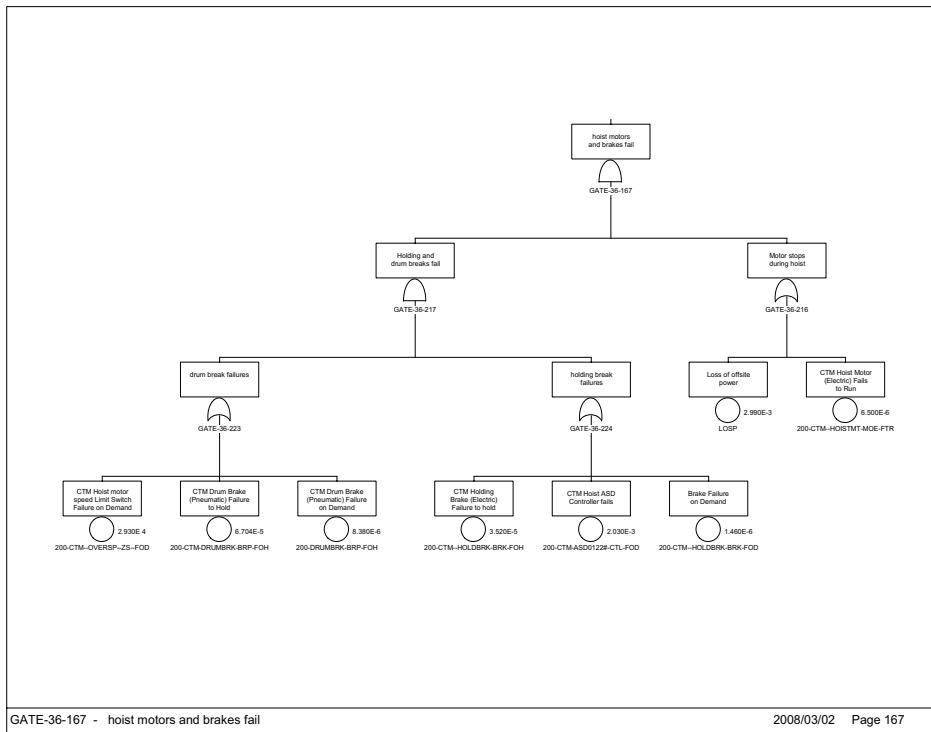 hoist motors
and brakes fail
GATE-36-167
Holding and
drum breaks fail
GATE-36-217
Motor stops
during hoist
GATE-36-216
drum break failures
GATE-36-223
holding break
failures
GATE-36-224
Loss of offsite
power
2.990E-3
LOSP
CTM Hoist Motor
(Electric) Fails
to Run
6.500E-6
200-CTM--HOISTMT-MOE-FTR
CTM Hoist motor
speed Limit Switch
Failure on Demand
2.930E 4
200-CTM--OVERSP--ZS--FOD
CTM Drum Brake
(Pneumatic) Failure
to Hold
6.704E-5
200-CTM-DRUMBRK-BRP-FOH
CTM Drum Brake
(Pneumatic) Failure
on Demand
8.380E-6
200-DRUMBRK-BRP-FOH
CTM Holding
Brake (Electric)
Failure to hold
3.520E-5
200-CTM--HOLDBRK-BRK-FOH
CTM Hoist ASD
Controller fails
2.030E-3
200-CTM-ASD0122#-CTL-FOD
Brake Failure
on Demand
1.460E-6
200-CTM--HOLDBRK-BRK-FOD
GATE-36-167 - hoist motors and brakes fail
2008/03/02 Page 167